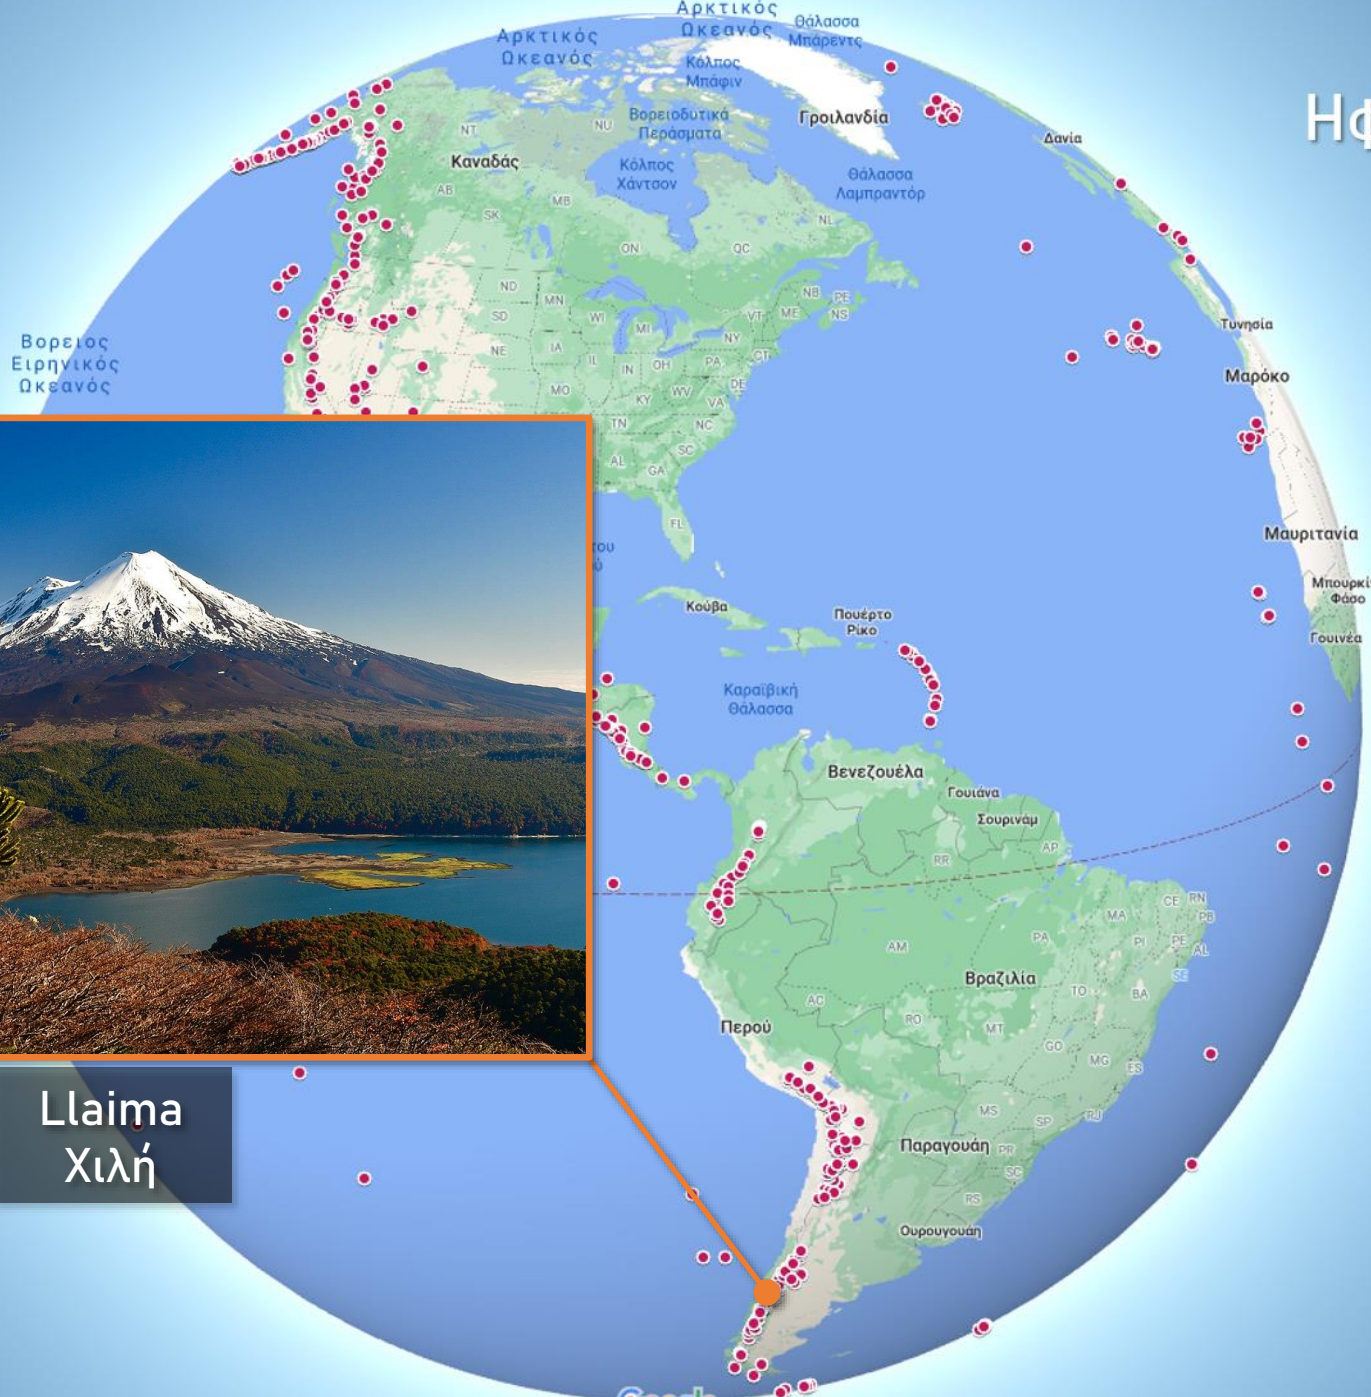 Αρκτικός
Ωκεανός
Αρκτικός
Ωκεανός
Θάλασσα
Μπάρεντς
Κόλπος
Μπάφιν
Ηφ
Γροιλανδία
Βορειοδυτικά
Περάσματα
Δανία
NT
NU
Καναδάς
Κόλπος
Χάντσον
Θάλασσα
Λαμπραντόρ
AB
SK
MB
ON
QC
NL
ND
MN
SD
WI
MI
NB
PE
NS
ME
VT
NY
Τυνησία
Βορειος
Ειρηνικός
Ωκεανός
NE
IA
IL
IN
OH
PA
CT
DE
Μαρόκο
MO
KY
WV
VA
TN
NC
AL
GA
SC
FL
Μαυριτανία
του
Κούβα
Πουέρτο
Ρίκο
Μπουρκί
Φάσο
Γουινέα
Καραϊβική
Θάλασσα
Βενεζουέλα
Γουιάνα
Σουρινάμ
RR
AP
AM
PA
MA
CE
RN
PB
PI
PE
AL
SE
Βραζιλία
TO
BA
AC
RO
MT
Περού
GO
MG
ES
MS
SP
RJ
Παραγουάη
PR
SC
RS
Ουρουγουάη
Llaima
Χιλή
Google